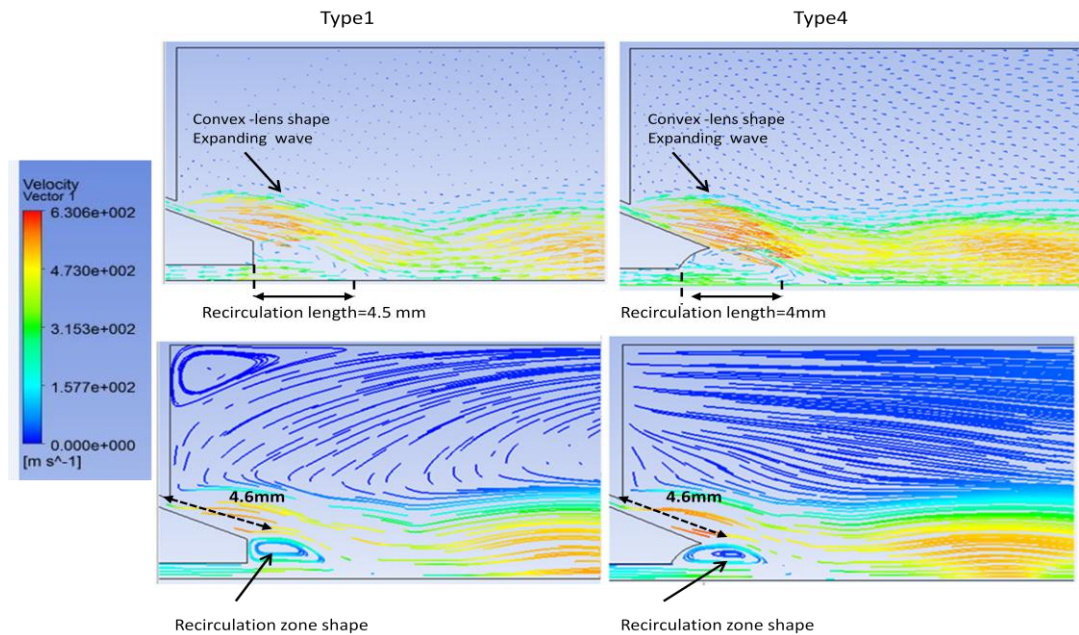 Type1
Type4
Convex -lens shape
Expanding wave
Convex -lens shape
Expanding wave
Velocity
Vector 1
6.306e+002
4.730e+002
3.153e+002
1.577e+002
0.000e+000
[m s^-1]
Recirculation length=4.5 mm
Recirculation length=4mm
4.6mm
4.6mm
Recirculation zone shape
Recirculation zone shape